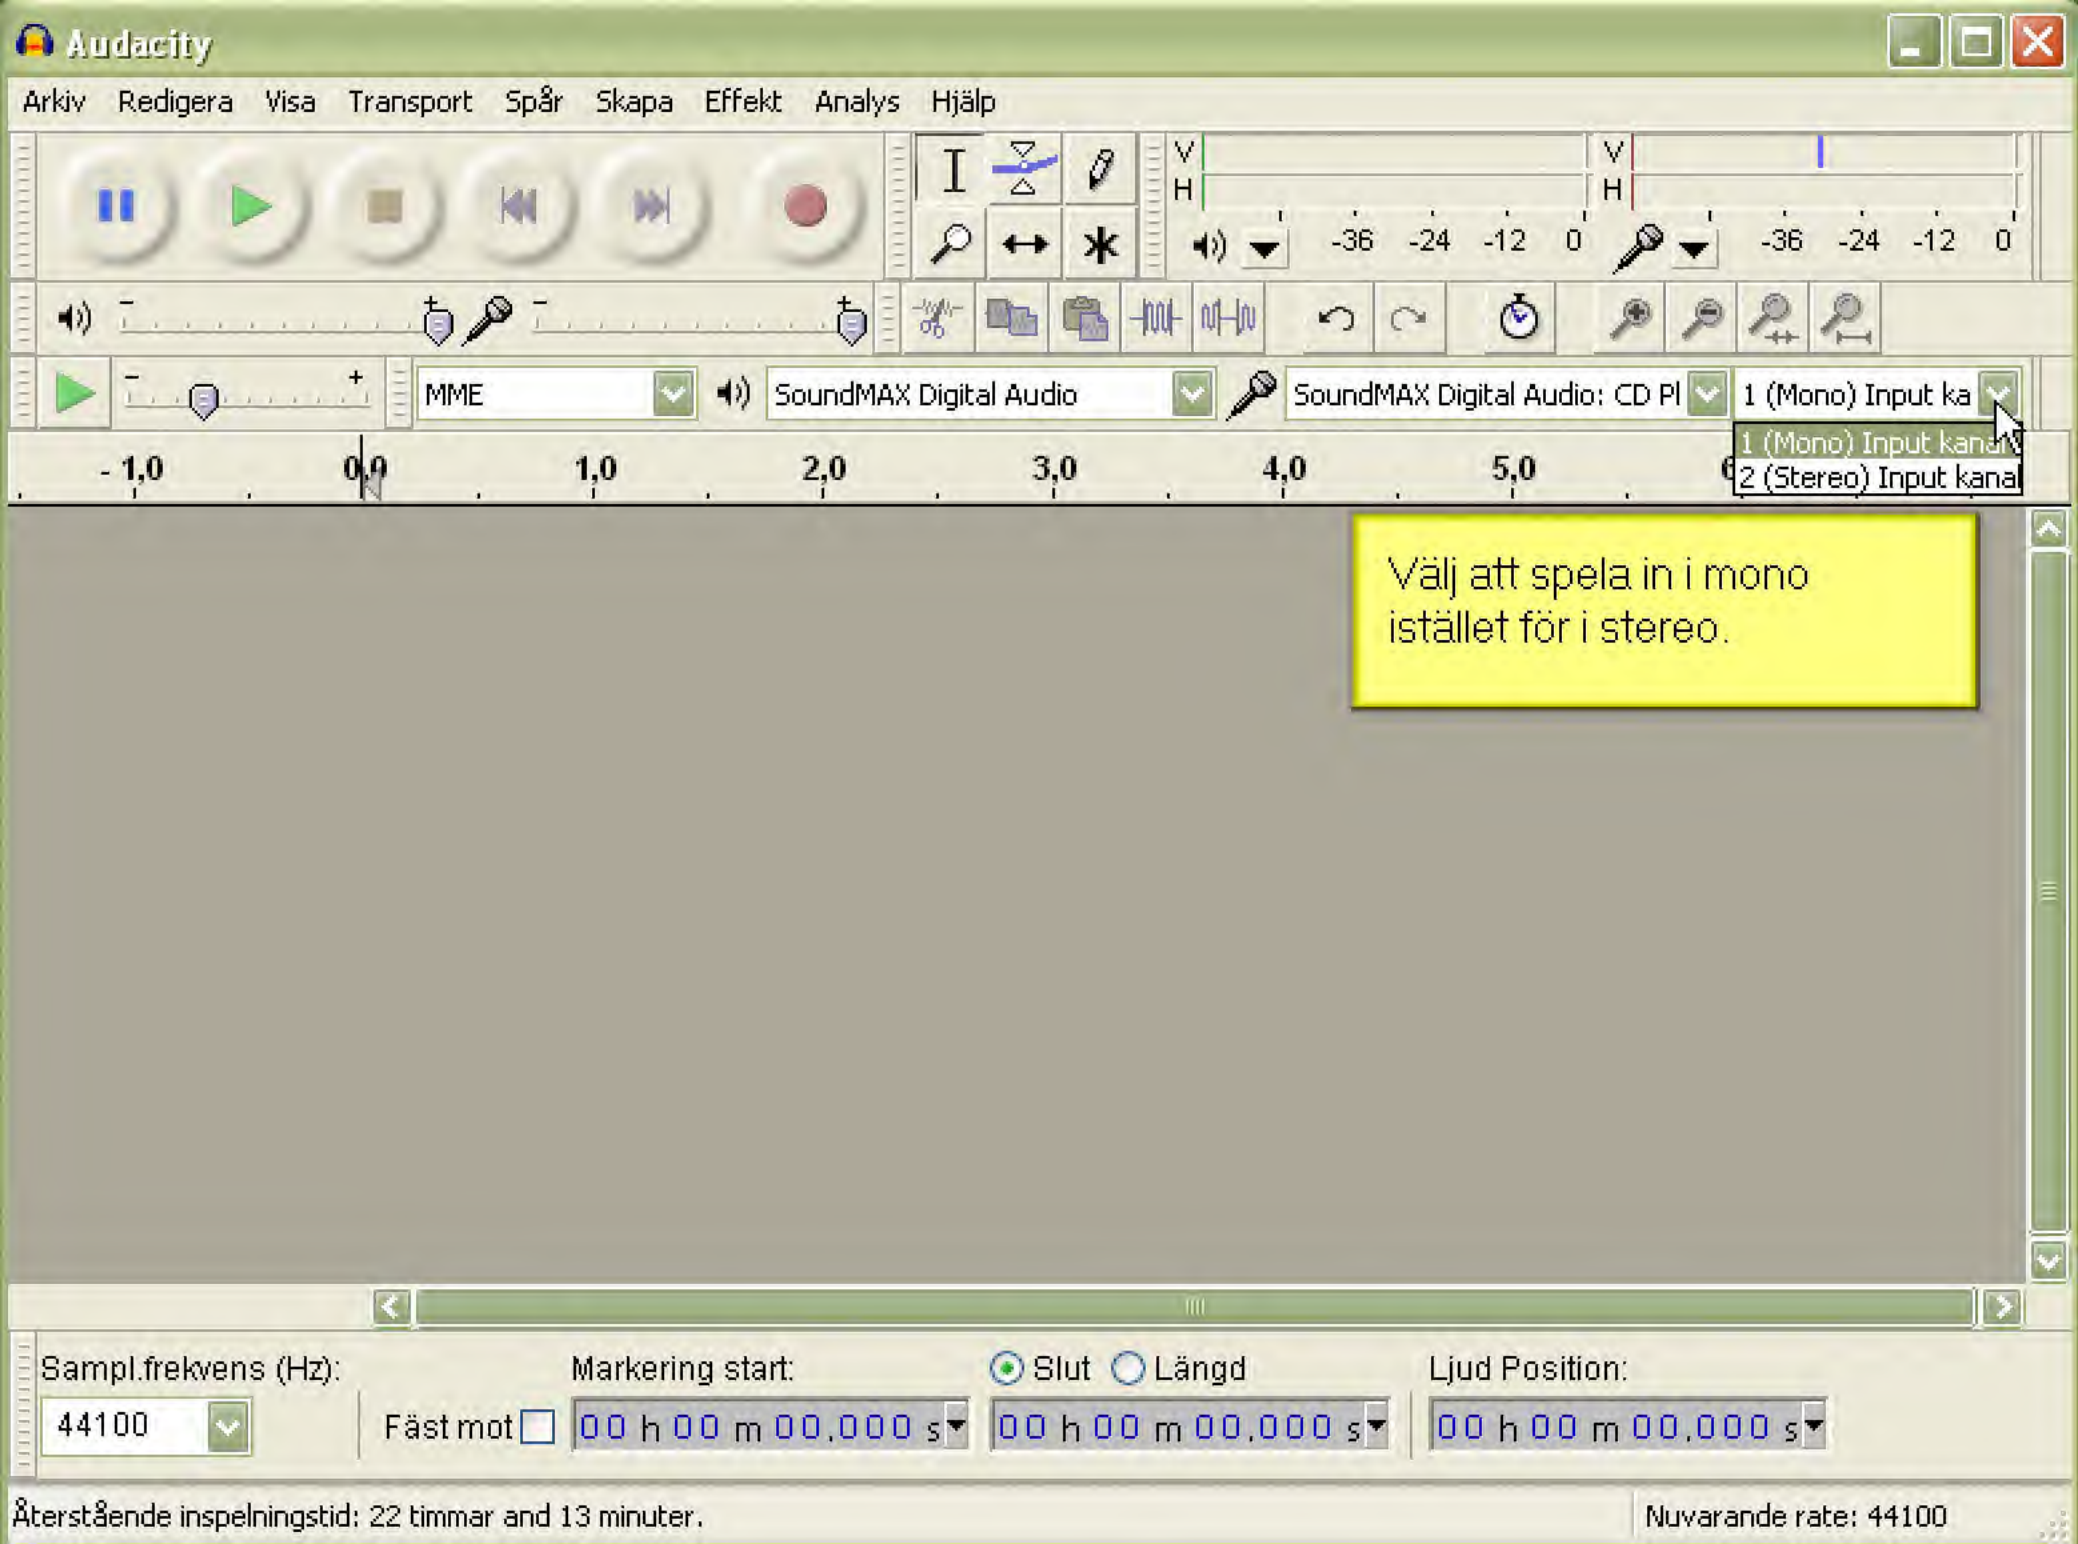 Audacity
Arkiv Redigera Visa Transport Spår Skapa Effekt Analys Hjälp
V V
H H
-36 -24 -12 0 -36 -24 -12 0
- + - +
- + MME SoundMAX Digital Audio SoundMAX Digital Audio: CD Pl 1 (Mono) Input ka
1 (Mono) Input kanal
2 (Stereo) Input kanal
- 1,0 0,0 1,0 2,0 3,0 4,0 5,0
Välj att spela in i mono
istället för i stereo.
Sampl.frekvens (Hz): Markering start: Slut Längd Ljud Position:
44100 Fäst mot 00 h 00 m 00.000 s 00 h 00 m 00.000 s 00 h 00 m 00.000 s
Återstående inspelningstid: 22 timmar and 13 minuter. Nuvarande rate: 44100